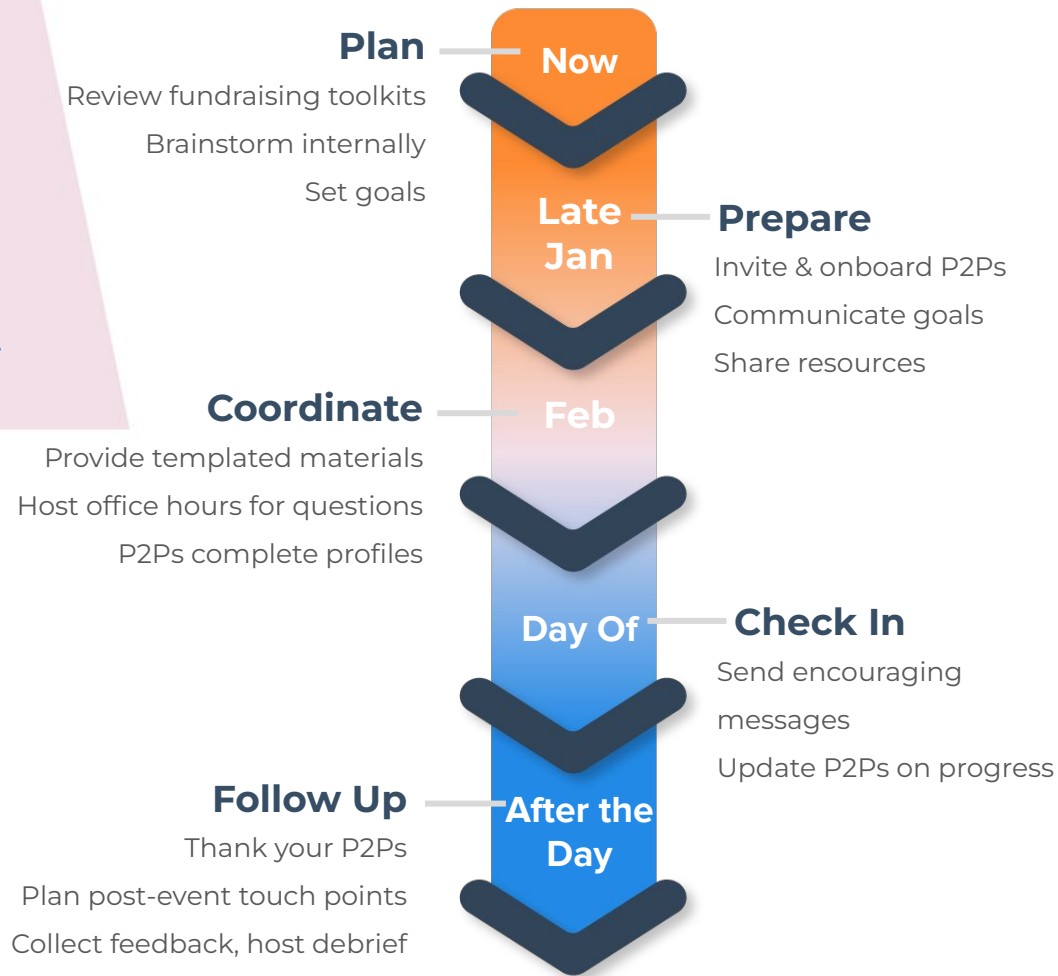 Plan
Now
Review fundraising toolkits
Brainstorm internally
Set goals
Late
Jan
Prepare
Invite & onboard P2Ps
Communicate goals
Share resources
Coordinate
Feb
Provide templated materials
Host office hours for questions
P2Ps complete profiles
Day Of
Check In
Send encouraging
messages
Update P2Ps on progress
Follow Up
After the
Day
Thank your P2Ps
Plan post-event touch points
Collect feedback, host debrief